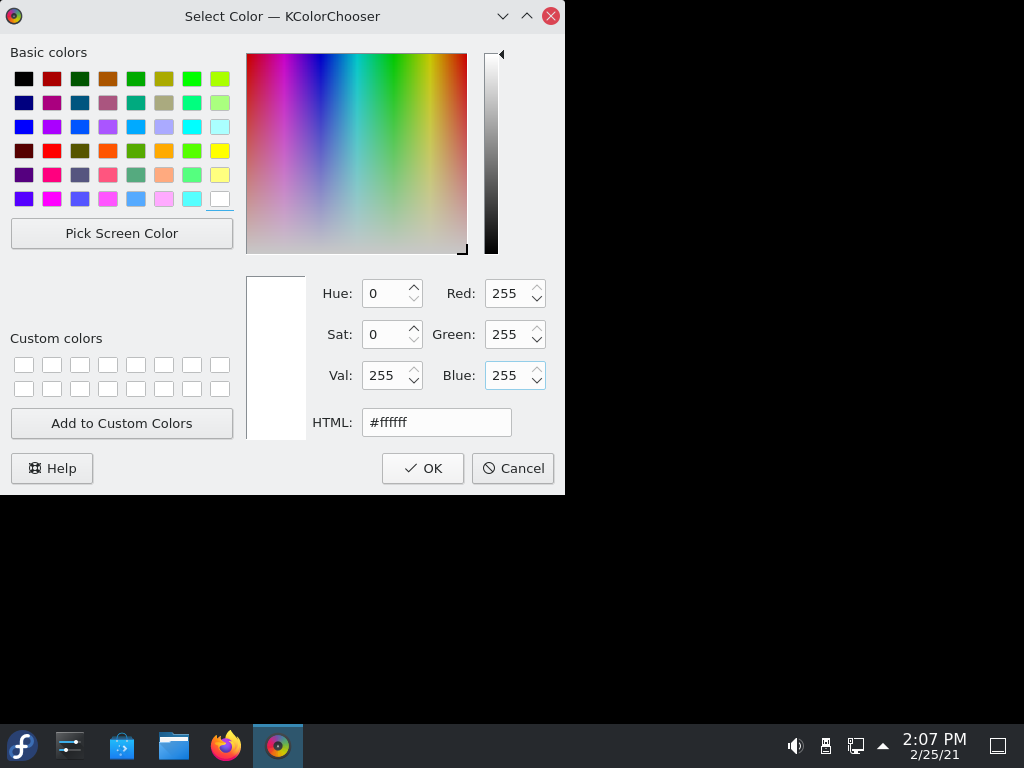 Select Color — KColorChooser
Basic colors
Pick Screen Color
Custom colors
Add to Custom Colors
Hue: 0 Red: 255
Sat: 0 Green: 255
Val: 255 Blue: 255
HTML: #ffffff
Help OK Cancel
2:07 PM
2/25/21